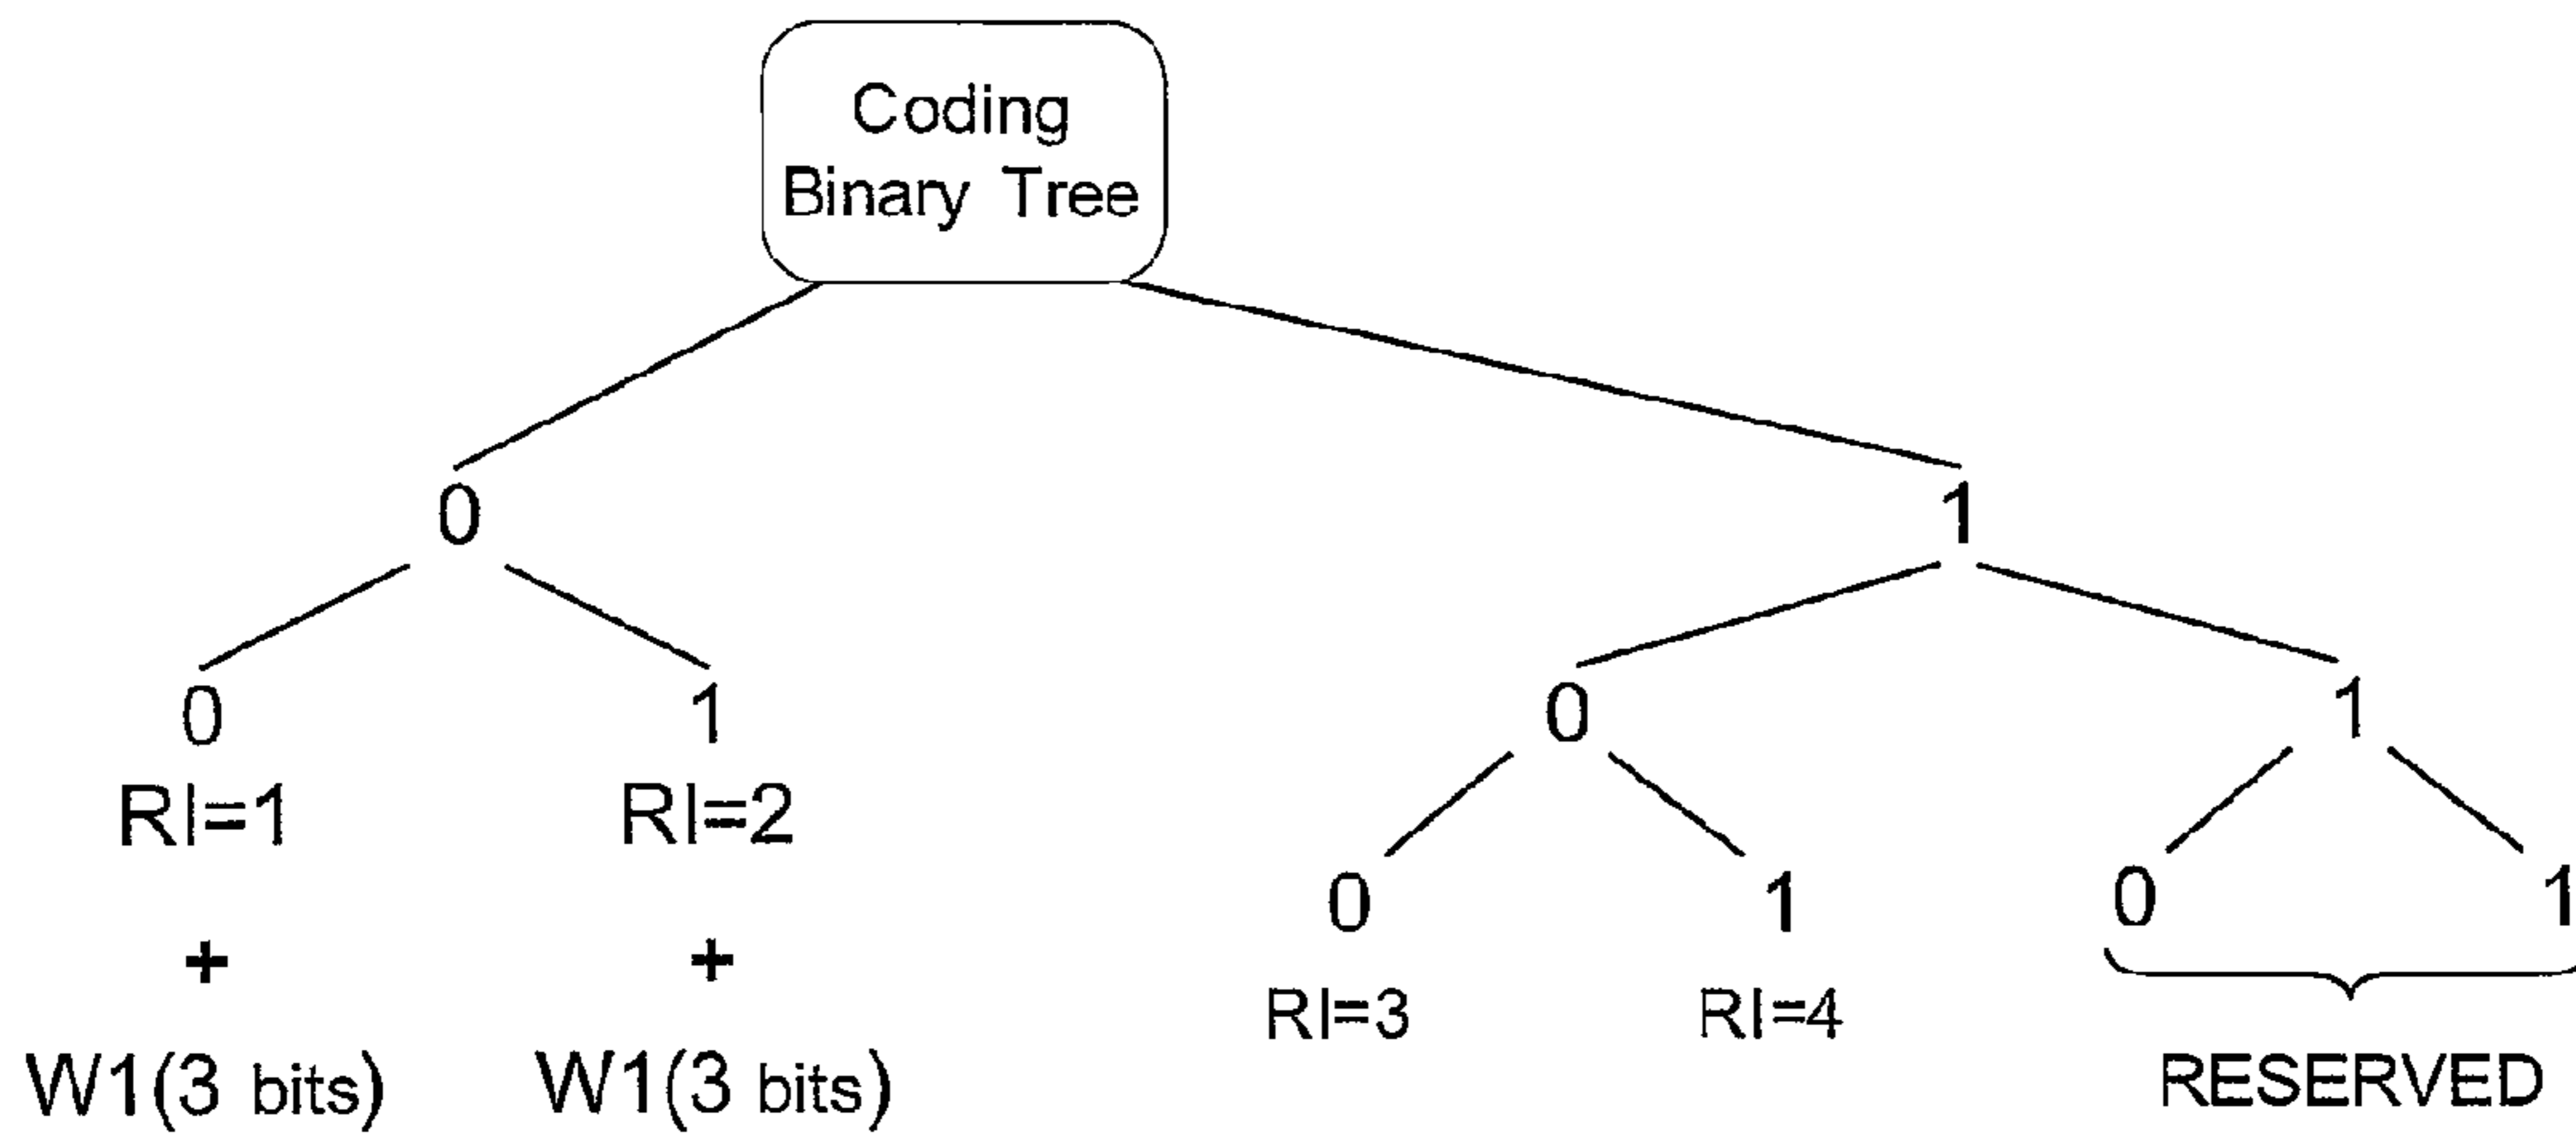 Coding
Binary Tree
0 1
0 1 0 1
RI=1 RI=2
0 1 0 1
+ +
RI=3 RI=4
W1(3 bits) W1(3 bits) RESERVED